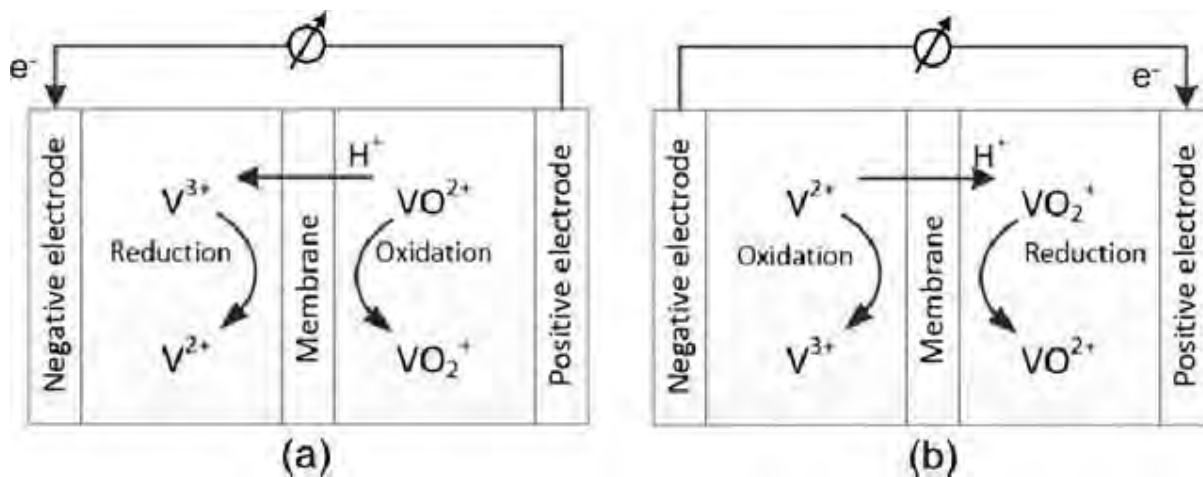 e⁻
Negative electrode
V³⁺
Reduction
V²⁺
Membrane
H⁺
VO²⁺
Oxidation
VO₂⁺
Positive electrode
(a)
e⁻
Negative electrode
V²⁺
Oxidation
V³⁺
Membrane
H⁺
VO₂⁺
Reduction
VO²⁺
Positive electrode
(b)